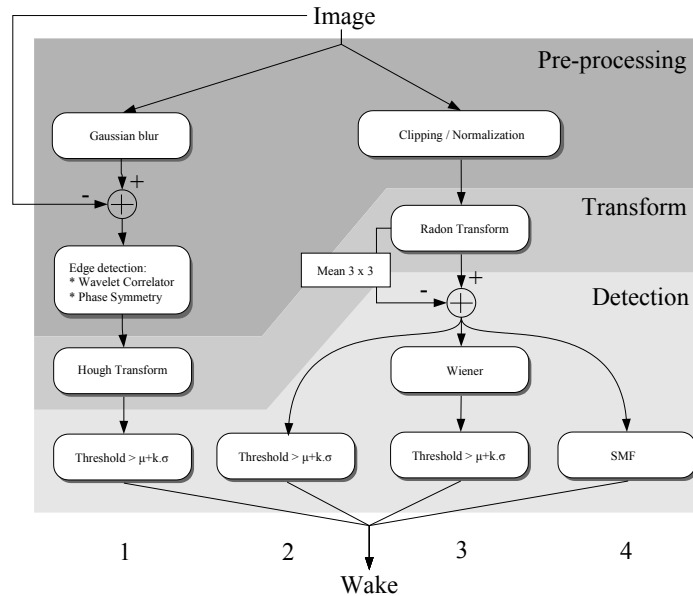 Image
Pre-processing
Gaussian blur
Clipping / Normalization
+
-
Transform
Radon Transform
Edge detection:
* Wavelet Correlator
* Phase Symmetry
Mean 3 x 3
+
-
Detection
Hough Transform
Wiener
Threshold > μ+k.σ
Threshold > μ+k.σ
Threshold > μ+k.σ
SMF
1
2
3
4
Wake